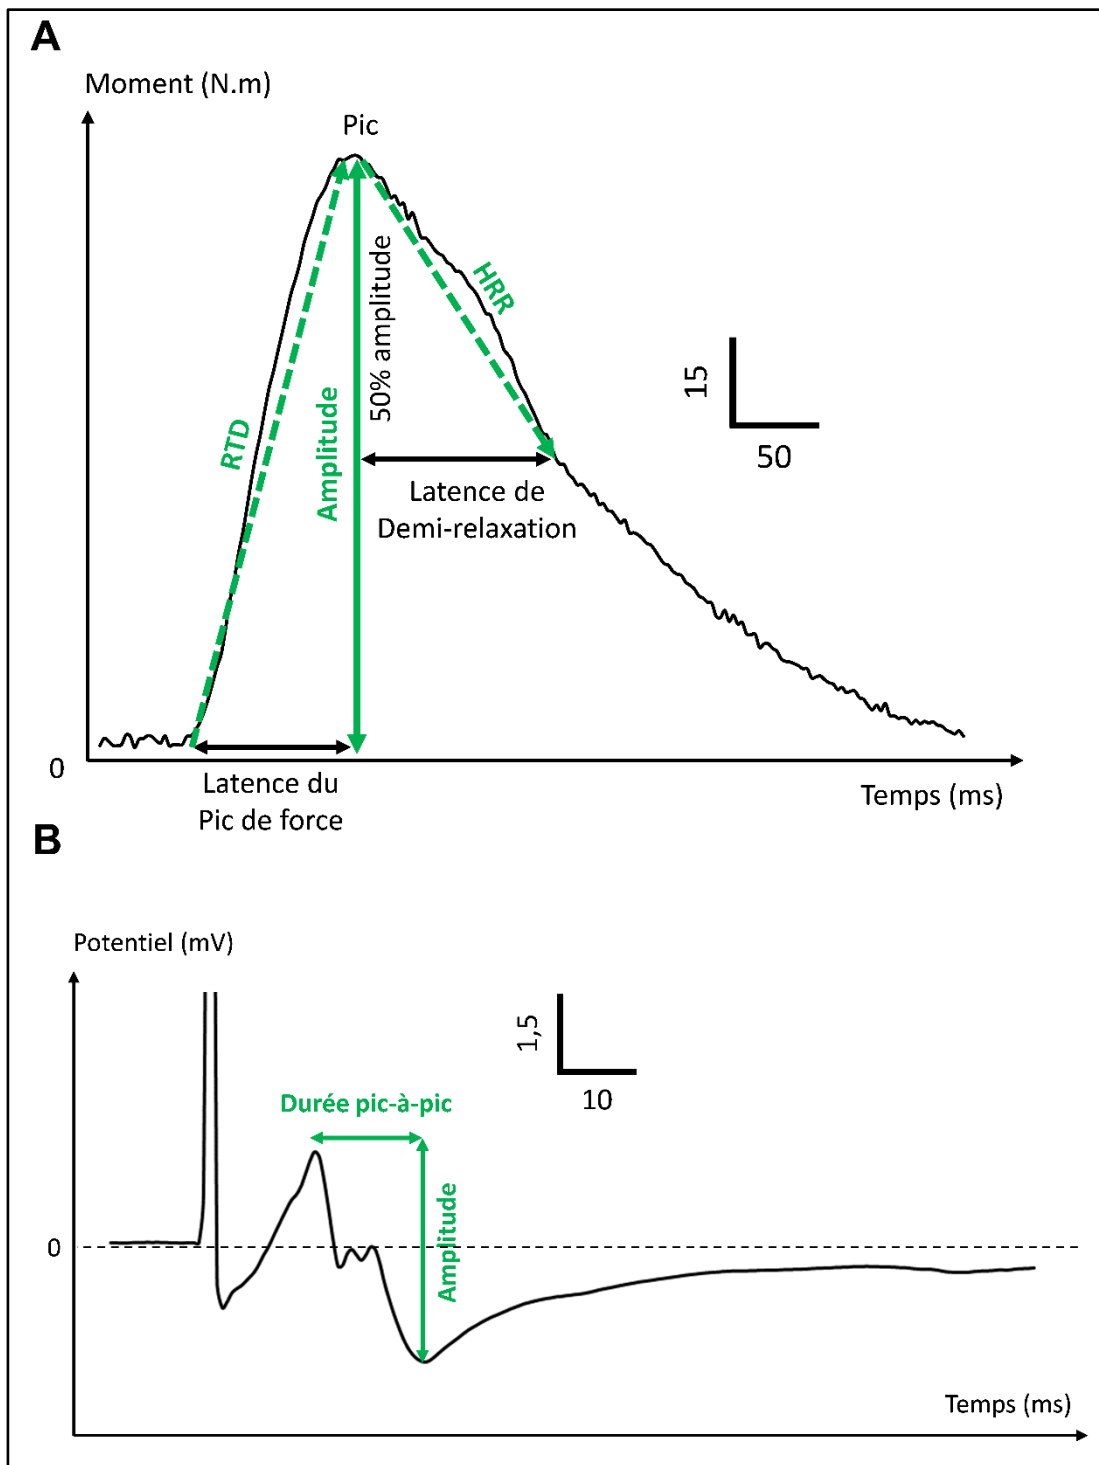 A
Moment (N.m)
Pic
RTD
Amplitude
50% amplitude
HRR
15
50
Latence de
Demi-relaxation
0
Latence du
Pic de force
Temps (ms)
B
Potentiel (mV)
1,5
10
Durée pic-à-pic
Amplitude
0
Temps (ms)